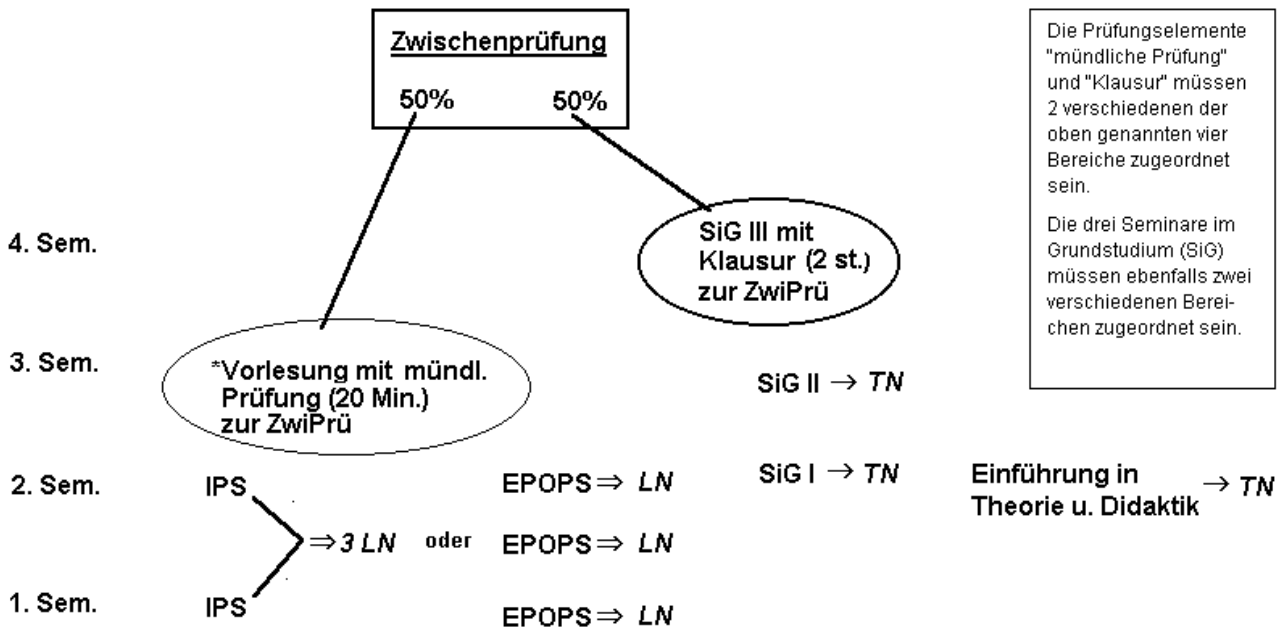 Zwischenprüfung
50% 50%
Die Prüfungselemente
"mündliche Prüfung"
und "Klausur" müssen
2 verschiedenen der
oben genannten vier
Bereiche zugeordnet
sein.
Die drei Seminare im
Grundstudium (SiG)
müssen ebenfalls zwei
verschiedenen Berei-
chen zugeordnet sein.
4. Sem.
SiG III mit
Klausur (2 st.)
zur ZwiPrü
3. Sem.
*Vorlesung mit mündl.
Prüfung (20 Min.)
zur ZwiPrü
SiG II → TN
2. Sem.
IPS
EPOPS ⇒ LN
SiG I → TN
Einführung in
Theorie u. Didaktik → TN
⇒ 3 LN oder EPOPS ⇒ LN
1. Sem.
IPS
EPOPS ⇒ LN